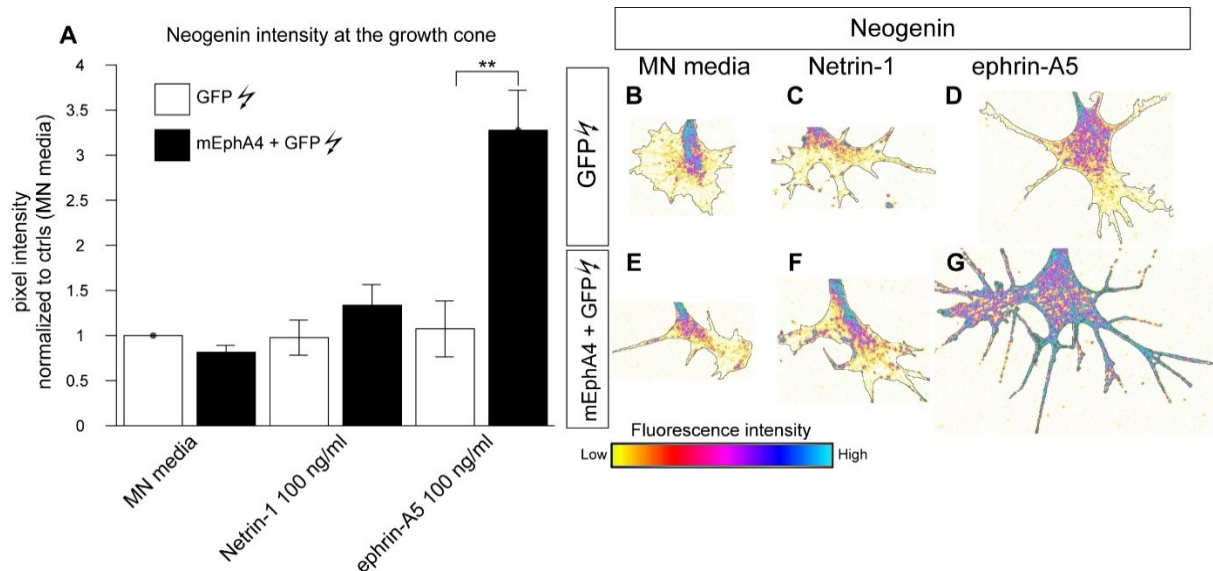 A
Neogenin intensity at the growth cone
pixel intensity
normalized to ctrls (MN media)
4
3.5
3
2.5
2
1.5
1
0.5
0
GFP
mEphA4 + GFP
**
MN media
Netrin-1 100 ng/ml
ephrin-A5 100 ng/ml
Neogenin
MN media
Netrin-1
ephrin-A5
GFP
B
C
D
mEphA4 + GFP
E
F
G
Fluorescence intensity
Low
High